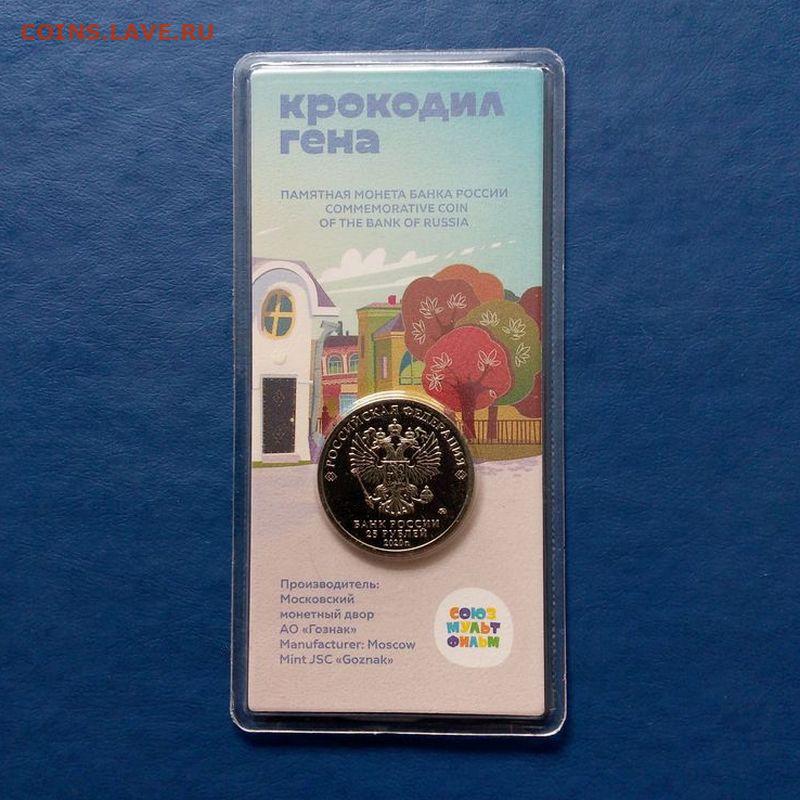 COINS.LAVE.RU
крокодил
гена
ПАМЯТНАЯ МОНЕТА БАНКА РОССИИ
COMMEMORATIVE COIN
OF THE BANK OF RUSSIA
РОССИЙСКАЯ ФЕДЕРАЦИЯ
БАНК РОССИИ
25 РУБЛЕЙ
2020 г.
Производитель:
Московский
монетный двор
АО «Гознак»
Manufacturer: Moscow
Mint JSC «Goznak»
СОЮЗ
МУЛЬТ
ФИЛЬМ